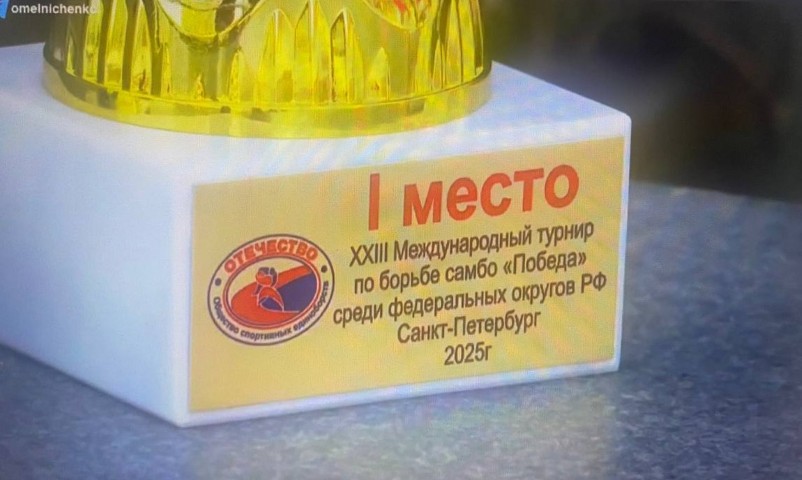 omelnichenko
I место
XXIII Международный турнир
по борьбе самбо «Победа»
среди федеральных округов РФ
Санкт-Петербург
2025г
ОТЕЧЕСТВО
Общество спортивных единоборств